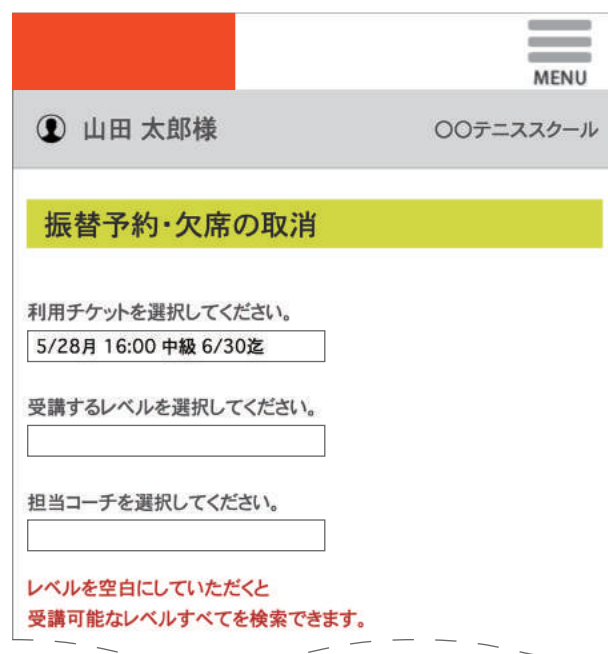 MENU
山田 太郎様
〇〇テニススクール
振替予約・欠席の取消
利用チケットを選択してください。
5/28月 16:00 中級 6/30迄
受講するレベルを選択してください。
担当コーチを選択してください。
レベルを空白にしていただくと
受講可能なレベルすべてを検索できます。